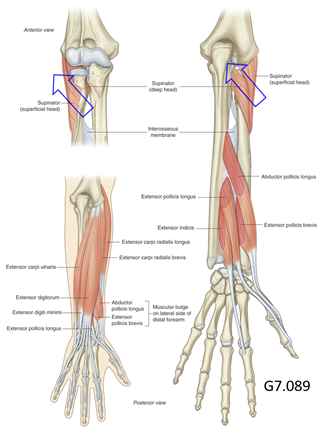 Anterior view
Supinator
(superficial head)
Supinator
(deep head)
Supinator
(superficial head)
Interosseous
membrane
Abductor pollicis longus
Extensor pollicis longus
Extensor indicis
Extensor pollicis brevis
Extensor carpi radialis longus
Extensor carpi ulnaris
Extensor carpi radialis brevis
Extensor digitorum
Extensor digiti minimi
Extensor pollicis longus
Abductor
pollicis longus
Extensor
pollicis brevis
Muscular bulge
on lateral side of
distal forearm
G7.089
Posterior view